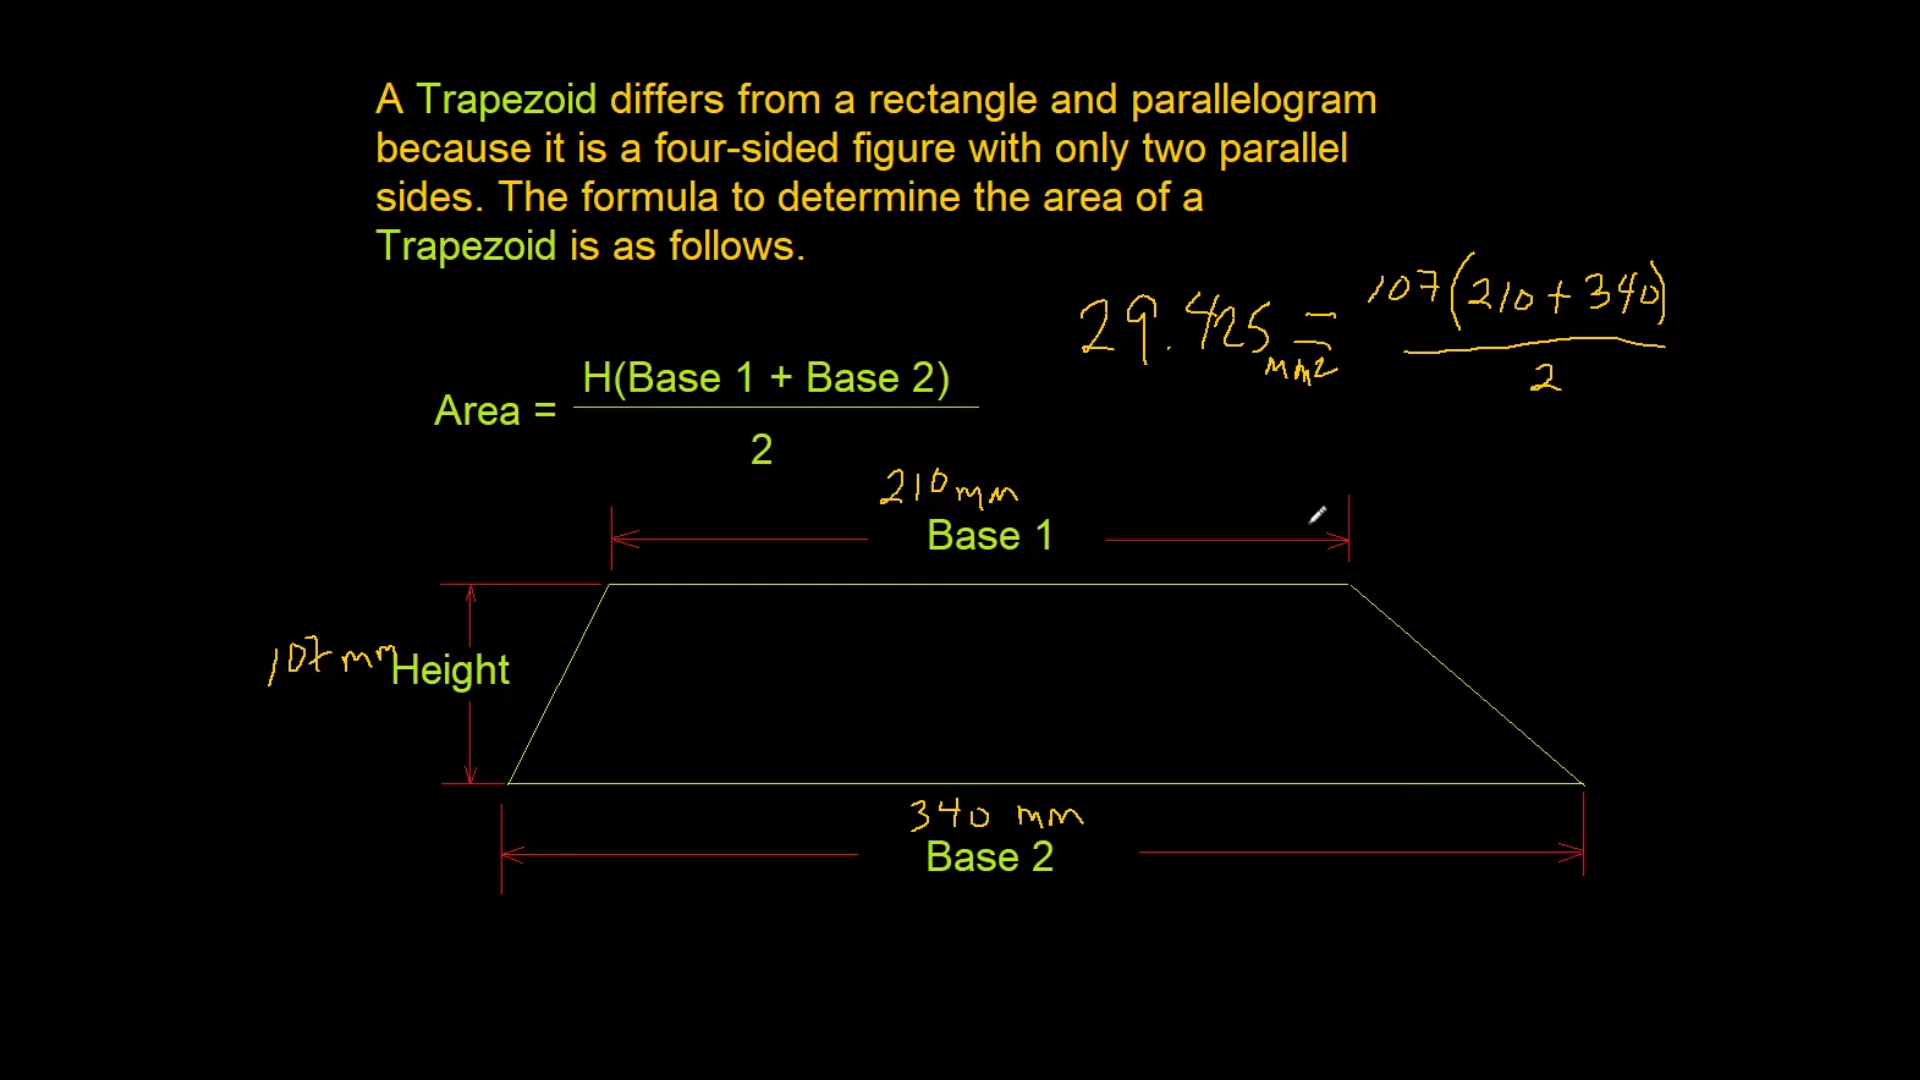 A Trapezoid differs from a rectangle and parallelogram
because it is a four-sided figure with only two parallel
sides. The formula to determine the area of a
Trapezoid is as follows.
29.425 mm2 = 107(210+340)
2
Area = H(Base 1 + Base 2)
2
210mm
Base 1
107mm Height
340 mm
Base 2